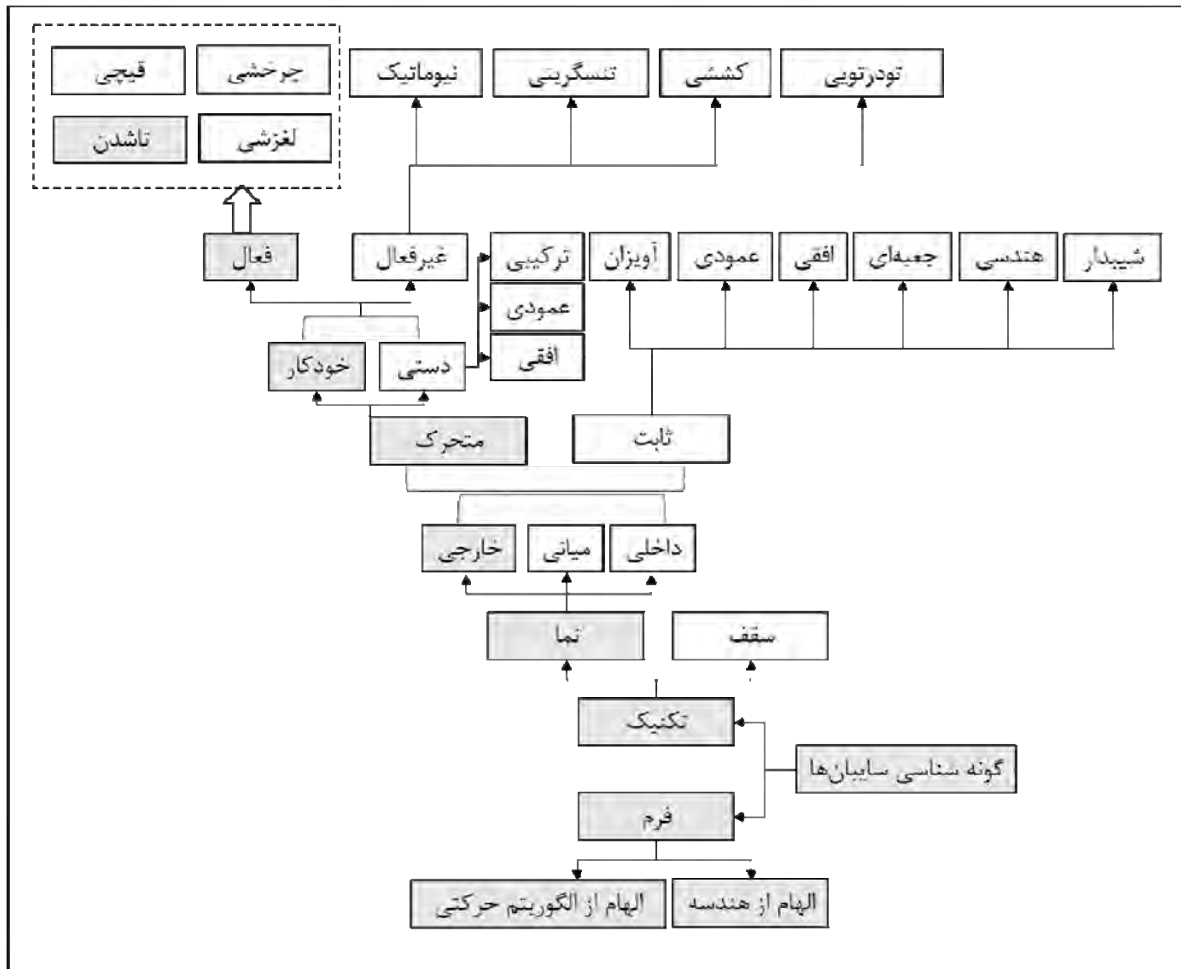 تودرتویی
کششی
تنسگریتی
نیوماتیک
چرخشی
قیچی
لغزشی
تاشدن
شیبدار
هندسی
جعبه‌ای
افقی
عمودی
آویزان
ترکیبی
غیرفعال
فعال
عمودی
افقی
دستی
خودکار
ثابت
متحرک
داخلی
میانی
خارجی
سقف
نما
تکنیک
گونه شناسی سایبان‌ها
فرم
الهام از هندسه
الهام از الگوریتم حرکتی